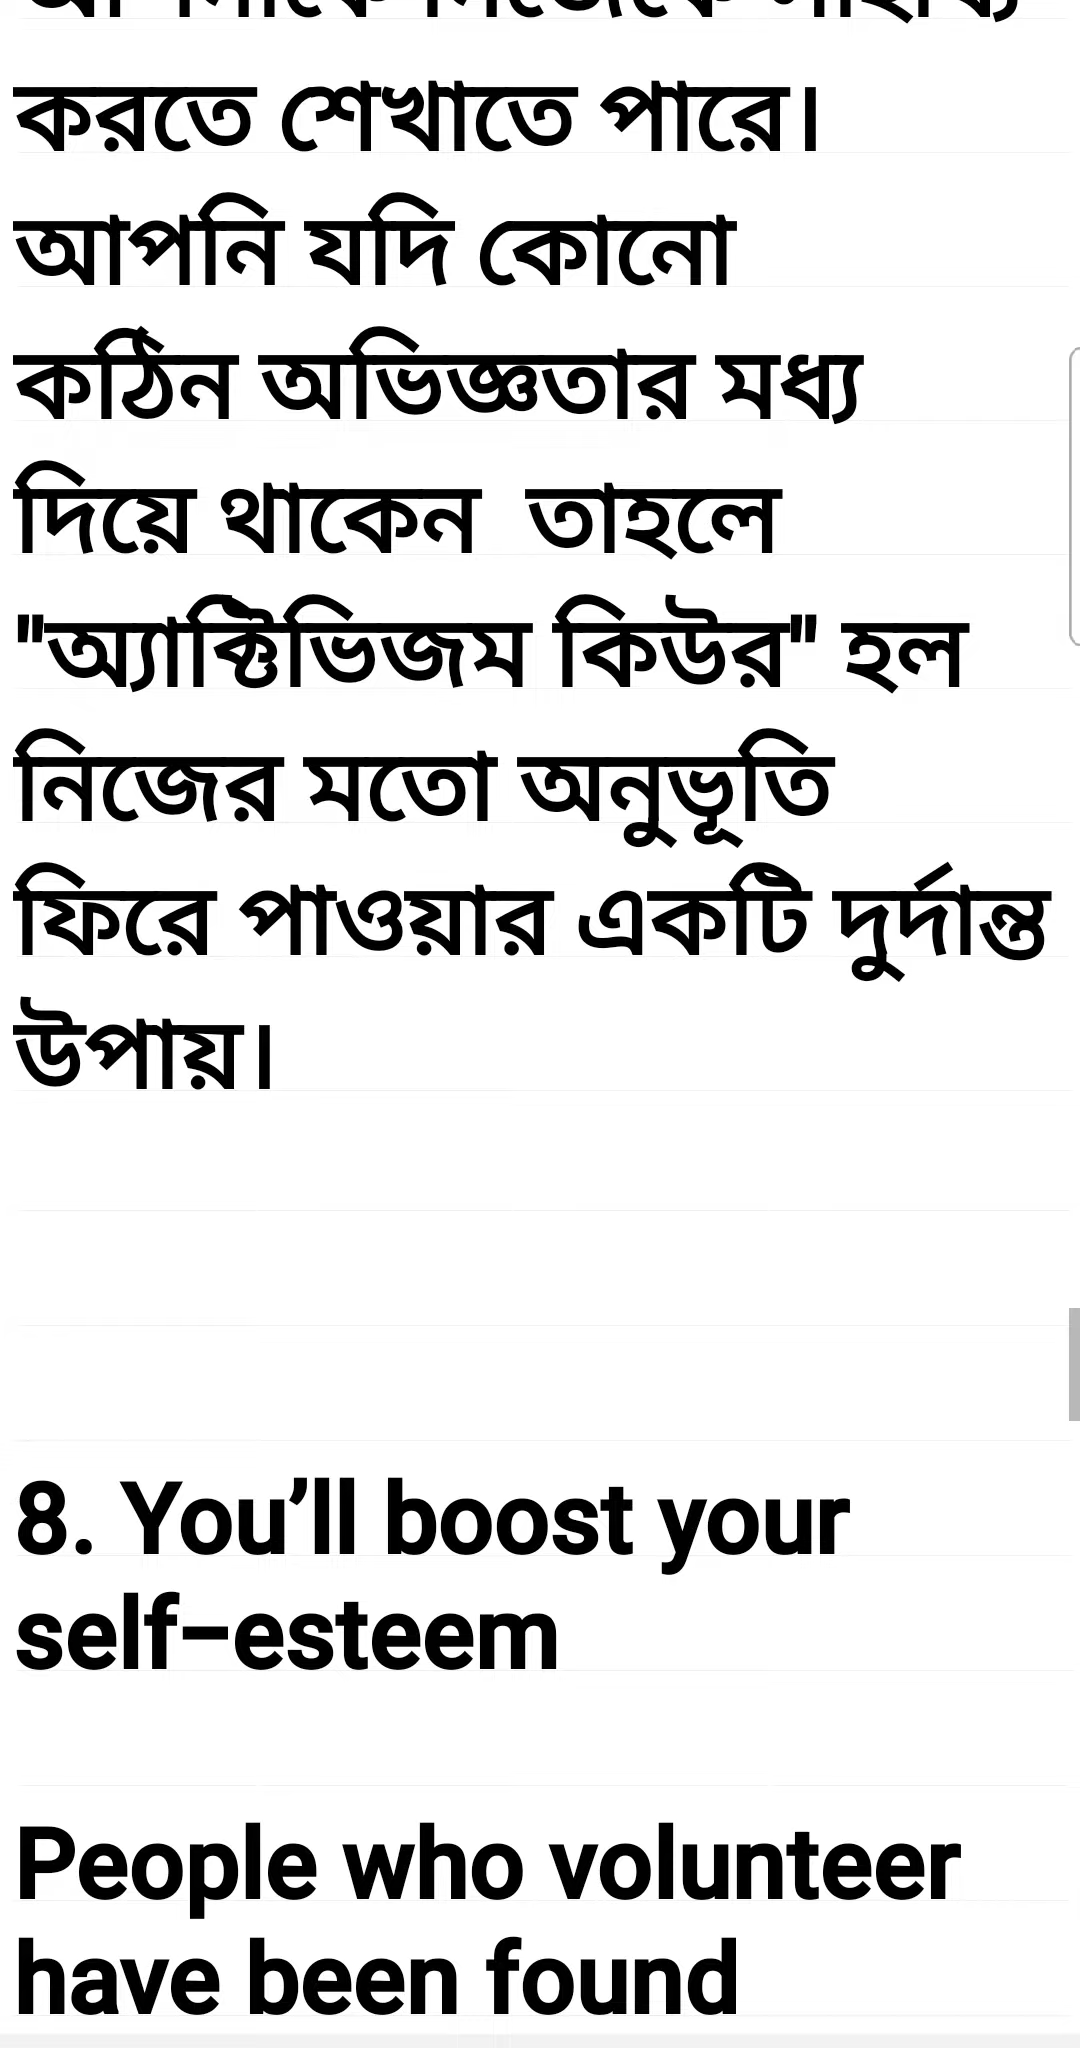 করতে শেখাতে পারে।
আপনি যদি কোনো
কঠিন অভিজ্ঞতার মধ্য
দিয়ে থাকেন  তাহলে
"অ্যাক্টিভিজম কিউর" হল
নিজের মতো অনুভূতি
ফিরে পাওয়ার একটি দুর্দান্ত
উপায়।
8. You’ll boost your
self-esteem
People who volunteer
have been found